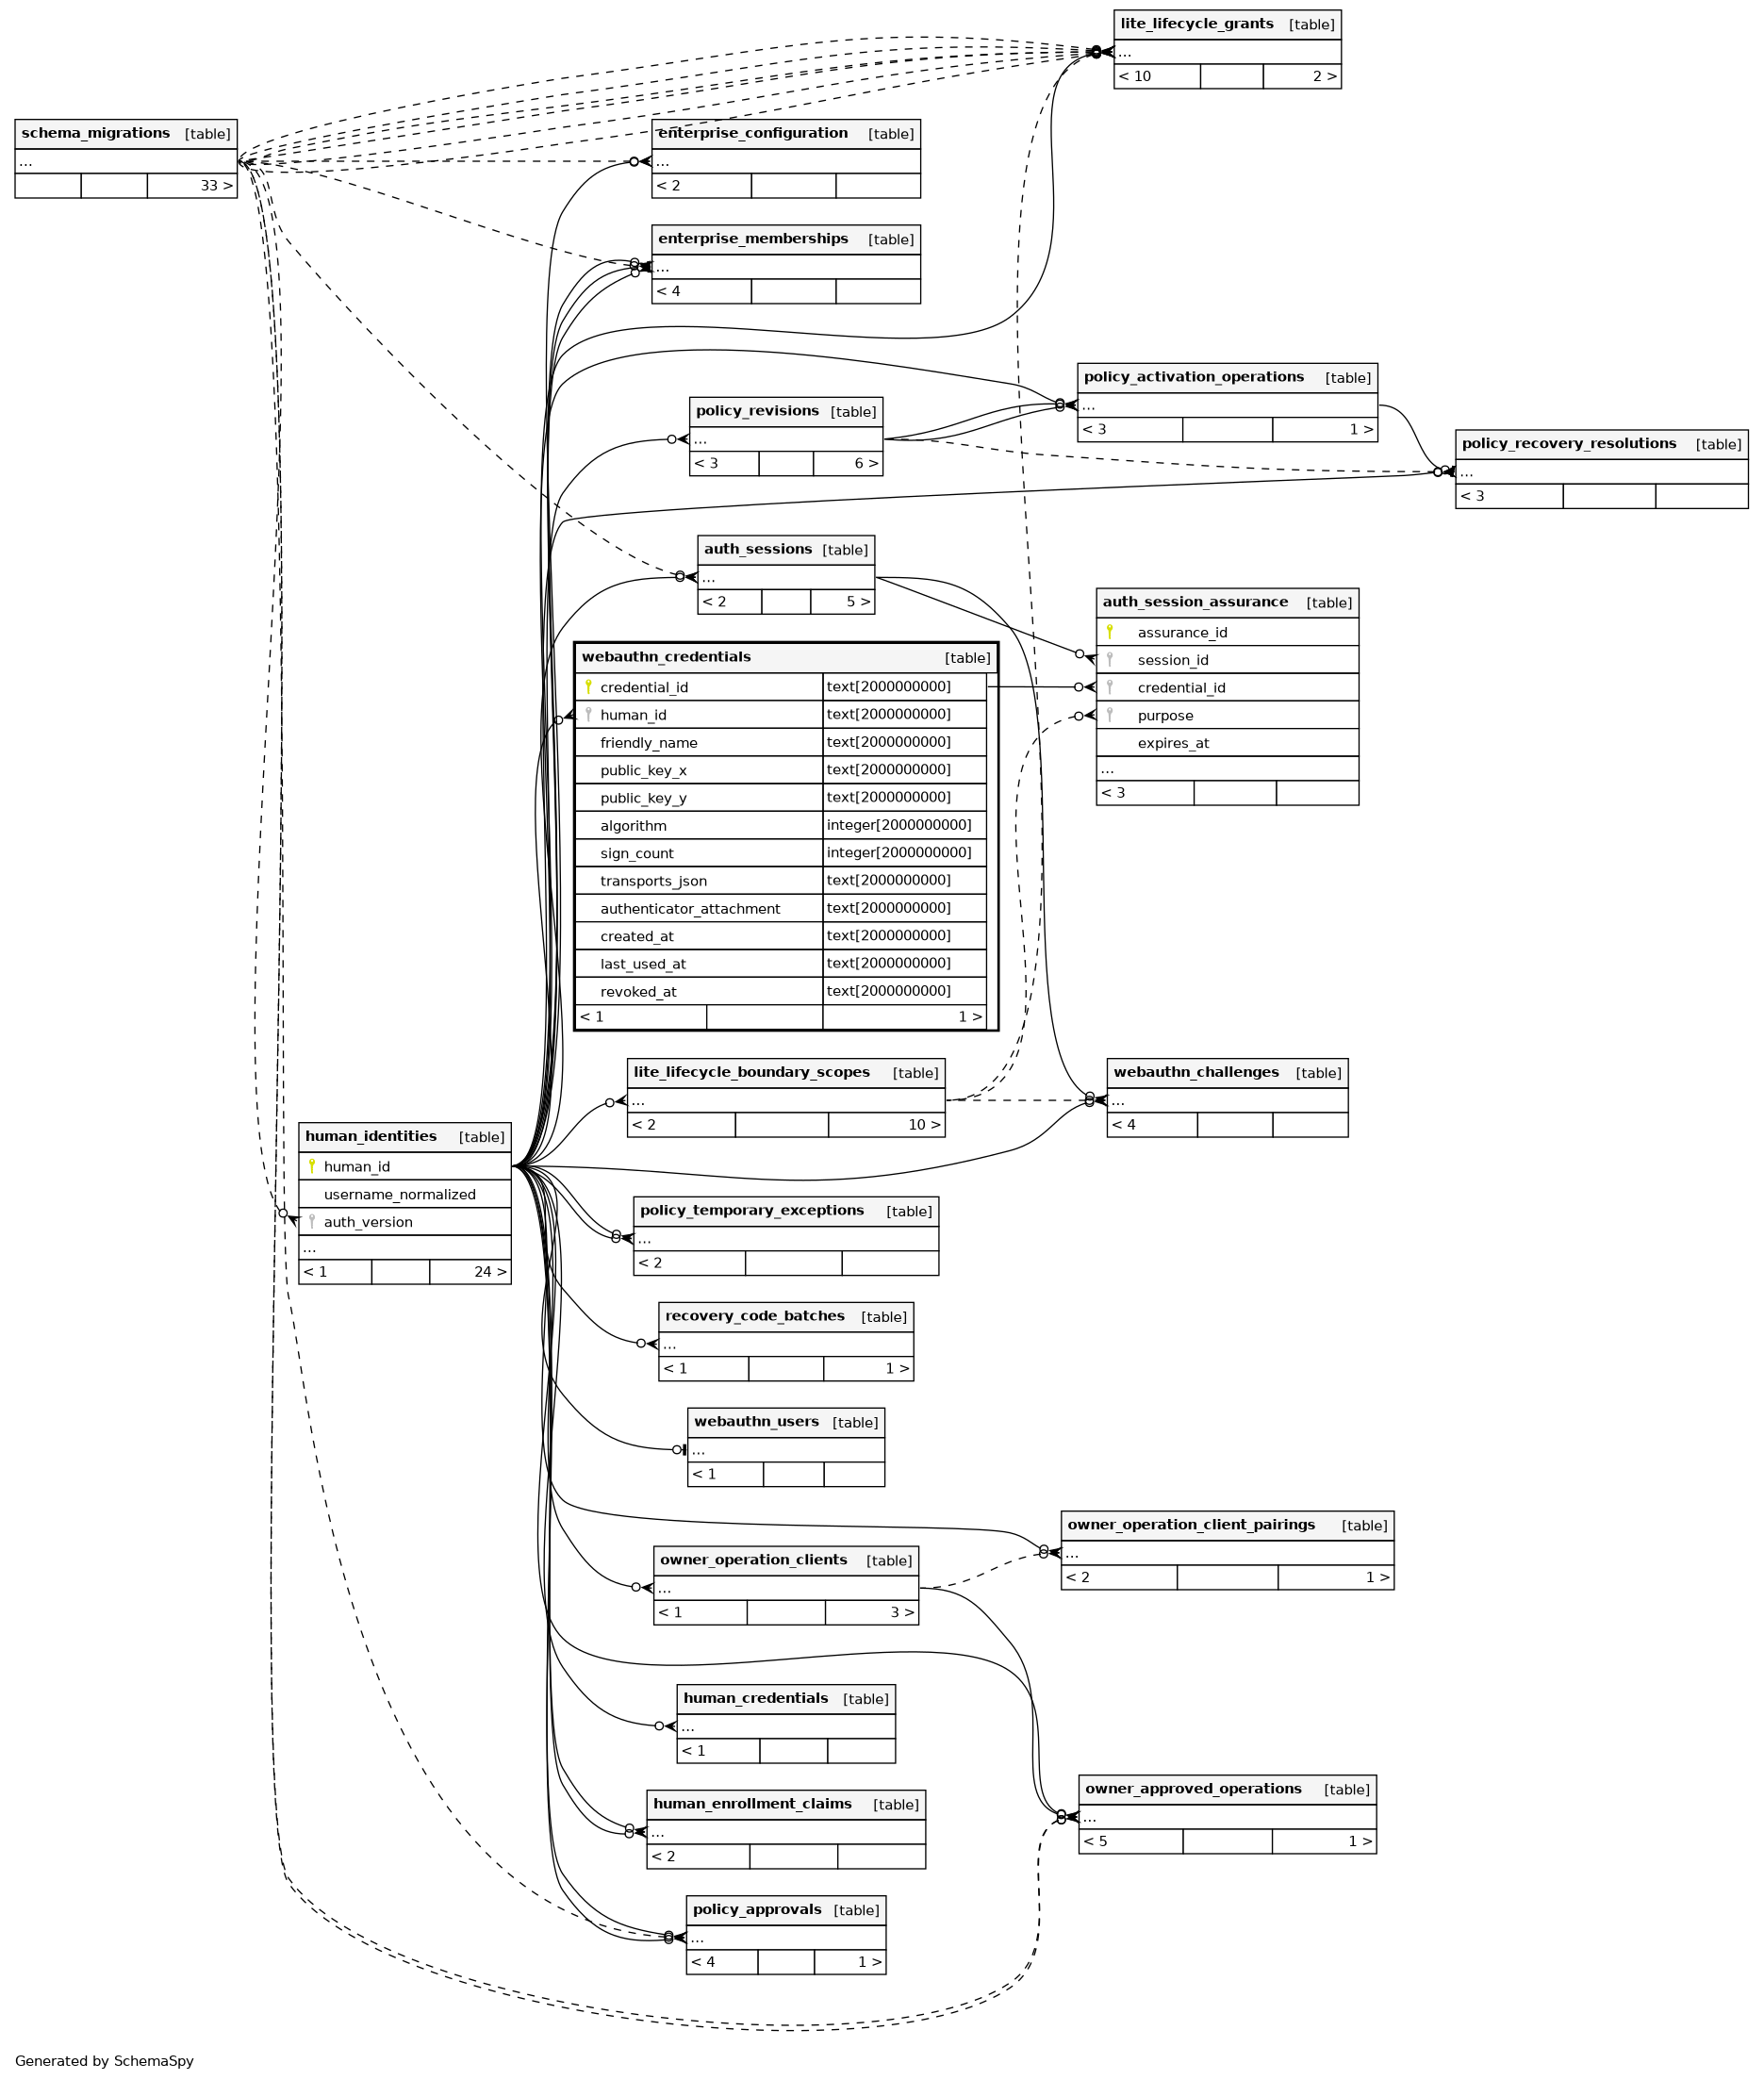 lite_lifecycle_grants [table]
...
< 10 2 >
schema_migrations [table]
...
33 >
enterprise_configuration [table]
...
< 2
enterprise_memberships [table]
...
< 4
policy_activation_operations [table]
...
< 3 1 >
policy_revisions [table]
...
< 3 6 >
policy_recovery_resolutions [table]
...
< 3
auth_sessions [table]
...
< 2 5 >
auth_session_assurance [table]
assurance_id
session_id
credential_id
purpose
expires_at
...
< 3
webauthn_credentials [table]
credential_id text[2000000000]
human_id text[2000000000]
friendly_name text[2000000000]
public_key_x text[2000000000]
public_key_y text[2000000000]
algorithm integer[2000000000]
sign_count integer[2000000000]
transports_json text[2000000000]
authenticator_attachment text[2000000000]
created_at text[2000000000]
last_used_at text[2000000000]
revoked_at text[2000000000]
< 1 1 >
lite_lifecycle_boundary_scopes [table]
...
< 2 10 >
webauthn_challenges [table]
...
< 4
human_identities [table]
human_id
username_normalized
auth_version
...
< 1 24 >
policy_temporary_exceptions [table]
...
< 2
recovery_code_batches [table]
...
< 1 1 >
webauthn_users [table]
...
< 1
owner_operation_client_pairings [table]
...
< 2 1 >
owner_operation_clients [table]
...
< 1 3 >
human_credentials [table]
...
< 1
owner_approved_operations [table]
...
< 5 1 >
human_enrollment_claims [table]
...
< 2
policy_approvals [table]
...
< 4 1 >
Generated by SchemaSpy